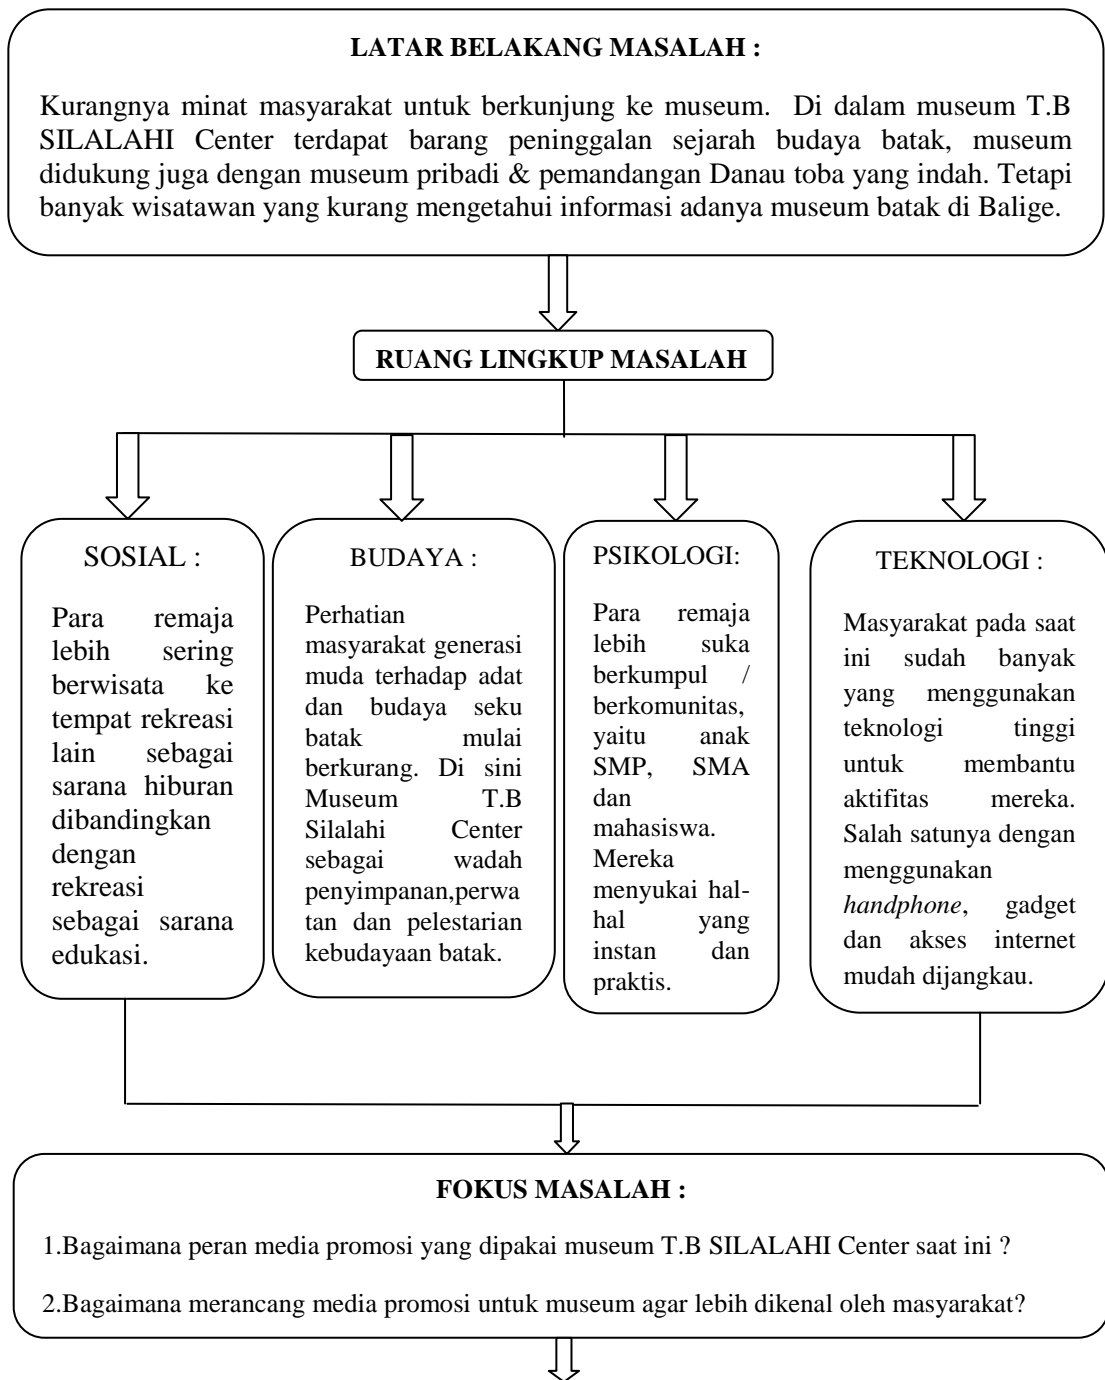 LATAR BELAKANG MASALAH :
Kurangnya minat masyarakat untuk berkunjung ke museum. Di dalam museum T.B
SILALAHI Center terdapat barang peninggalan sejarah budaya batak, museum
didukung juga dengan museum pribadi & pemandangan Danau toba yang indah. Tetapi
banyak wisatawan yang kurang mengetahui informasi adanya museum batak di Balige.
RUANG LINGKUP MASALAH
SOSIAL :
Para remaja
lebih sering
berwisata ke
tempat rekreasi
lain sebagai
sarana hiburan
dibandingkan
dengan
rekreasi
sebagai sarana
edukasi.
BUDAYA :
Perhatian
masyarakat generasi
muda terhadap adat
dan budaya seku
batak mulai
berkurang. Di sini
Museum T.B
Silalahi Center
sebagai wadah
penyimpanan,perwa
tan dan pelestarian
kebudayaan batak.
PSIKOLOGI:
Para remaja
lebih suka
berkumpul /
berkomunitas,
yaitu anak
SMP, SMA
dan
mahasiswa.
Mereka
menyukai hal-
hal yang
instan dan
praktis.
TEKNOLOGI :
Masyarakat pada saat
ini sudah banyak
yang menggunakan
teknologi tinggi
untuk membantu
aktifitas mereka.
Salah satunya dengan
menggunakan
handphone, gadget
dan akses internet
mudah dijangkau.
FOKUS MASALAH :
1.Bagaimana peran media promosi yang dipakai museum T.B SILALAHI Center saat ini ?
2.Bagaimana merancang media promosi untuk museum agar lebih dikenal oleh masyarakat?